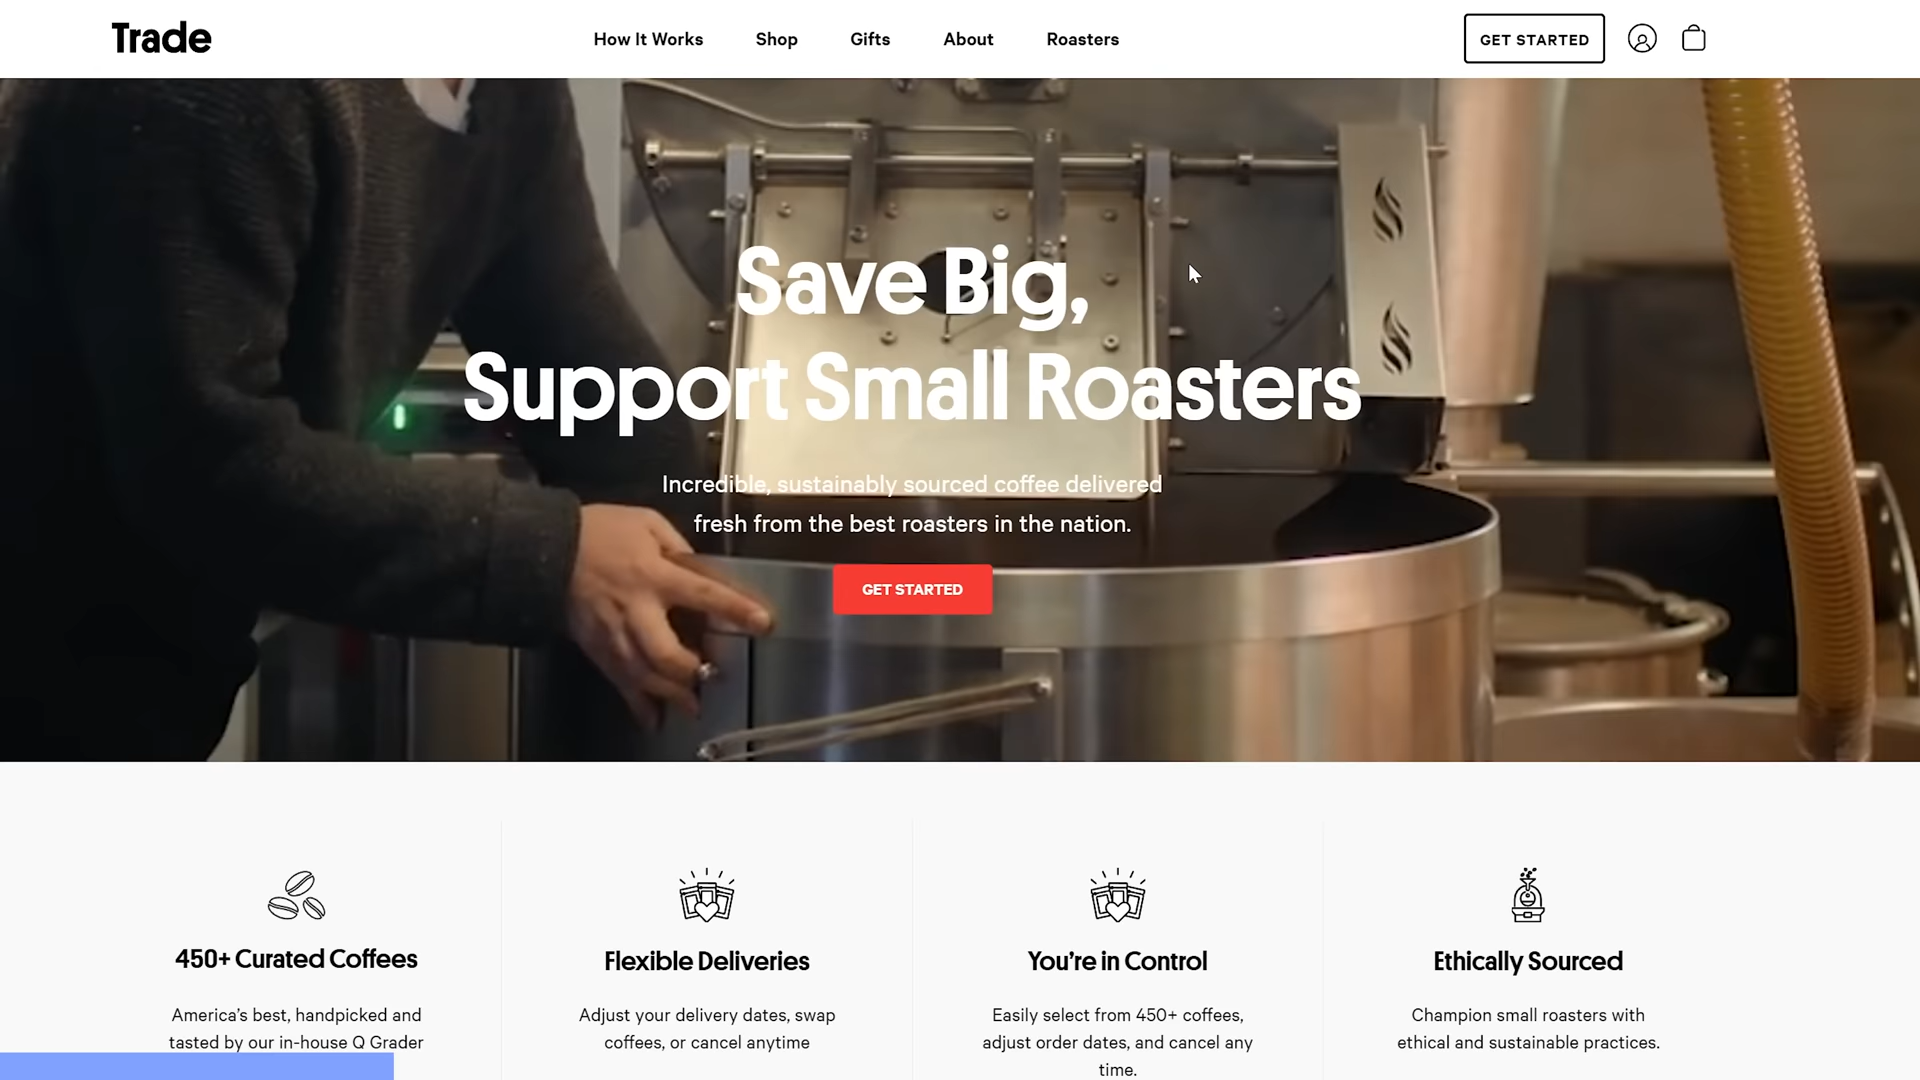 Trade
How It Works
Shop
Gifts
About
Roasters
GET STARTED
Save Big,
Support Small Roasters
Incredible, sustainably sourced coffee delivered
fresh from the best roasters in the nation.
GET STARTED
450+ Curated Coffees
America's best, handpicked and
tasted by our in-house Q Grader
Flexible Deliveries
Adjust your delivery dates, swap
coffees, or cancel anytime
You're in Control
Easily select from 450+ coffees,
adjust order dates, and cancel any
time.
Ethically Sourced
Champion small roasters with
ethical and sustainable practices.